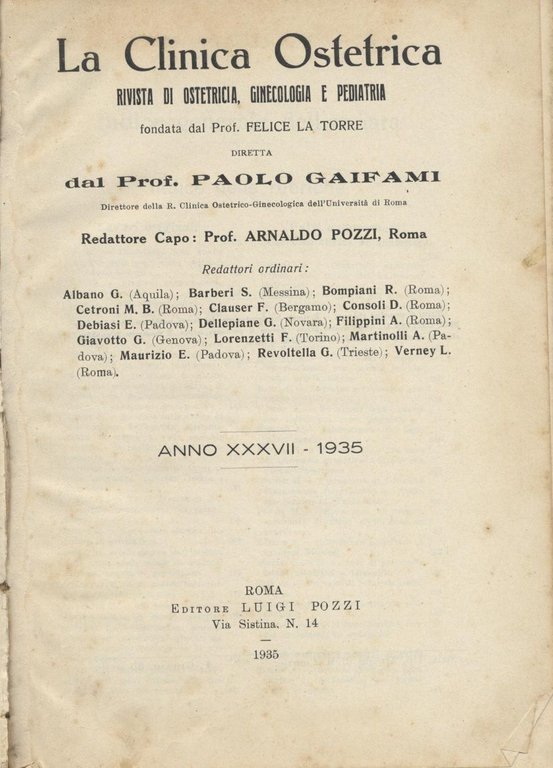 La Clinica Ostetrica
RIVISTA DI OSTETRICIA, GINECOLOGIA E PEDIATRIA
fondata dal Prof. FELICE LA TORRE
DIRETTA
dal Prof. PAOLO GAIFAMI
Direttore della R. Clinica Ostetrico-Ginecologica dell'Università di Roma
Redattore Capo: Prof. ARNALDO POZZI, Roma
Redattori ordinari:
Albano G. (Aquila); Barberi S. (Messina); Bompiani R. (Roma);
Cetroni M. B. (Roma); Clauser F. (Bergamo); Consoli D. (Roma);
Debiasi E. (Padova); Dellepiane G. (Novara); Filippini A. (Roma);
Giavotto G. (Genova); Lorenzetti F. (Torino); Martinolli A. (Pa-
dova); Maurizio E. (Padova); Revoltella G. (Trieste); Verney L.
(Roma).
ANNO XXXVII - 1935
ROMA
EDITORE LUIGI POZZI
Via Sistina, N. 14
1935